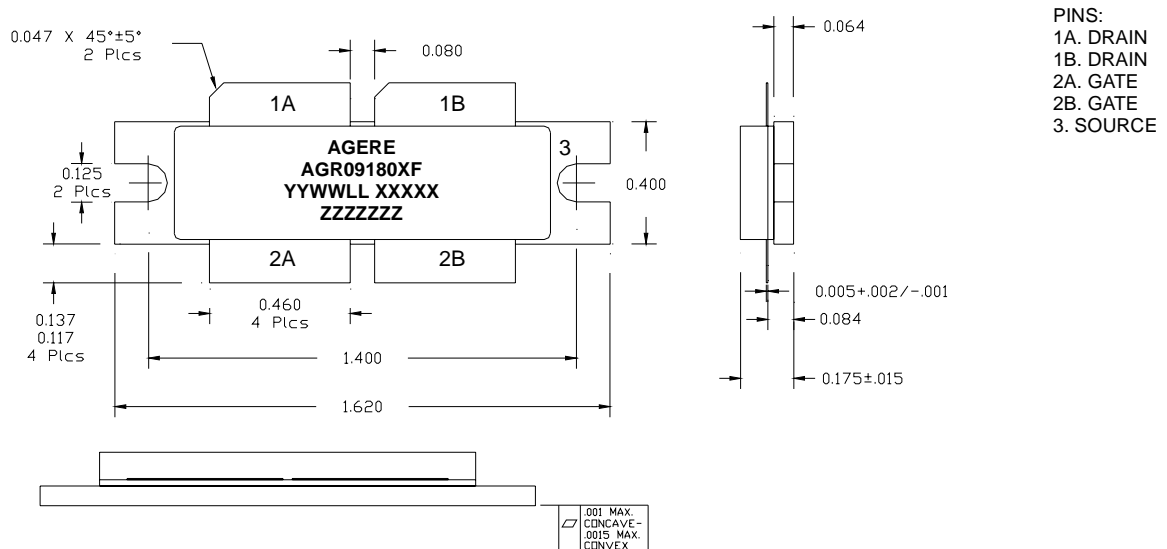 0.047 X 45°±5°
2 Plcs
0.080
0.064
PINS:
1A. DRAIN
1B. DRAIN
2A. GATE
2B. GATE
3. SOURCE
1A
1B
AGERE
AGR09180XF
YYWWLL XXXXX
ZZZZZZZ
3
0.125
2 Plcs
0.400
2A
2B
0.460
4 Plcs
0.137
0.117
4 Plcs
0.005+.002/-.001
0.084
1.400
0.175±.015
1.620
.001 MAX.
CONCAVE-
.0015 MAX.
CONVEX